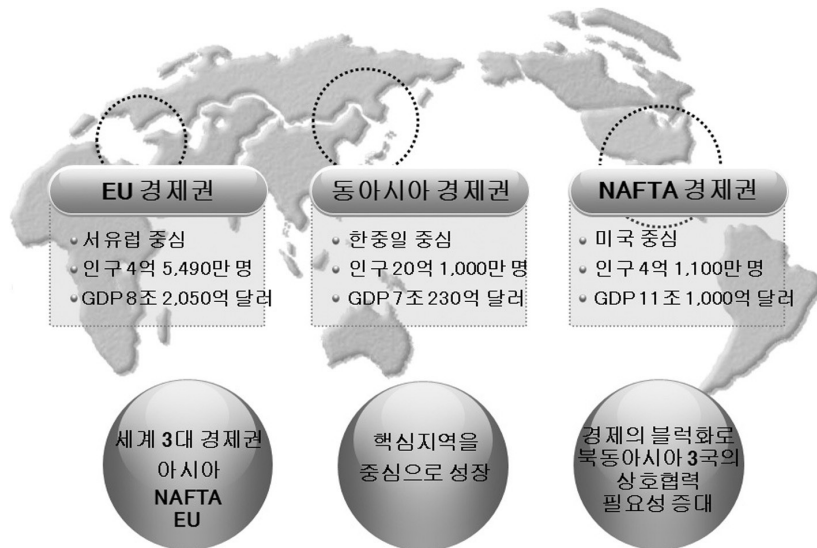 EU 경제권
서유럽 중심
인구 4억 5,490만 명
GDP 8조 2,050억 달러
동아시아 경제권
한중일 중심
인구 20억 1,000만 명
GDP 7조 230억 달러
NAFTA 경제권
미국 중심
인구 4억 1,100만 명
GDP 11조 1,000억 달러
세계 3대 경제권
아시아
NAFTA
EU
핵심지역을
중심으로 성장
경제의 블럭화로
북동아시아 3국의
상호협력
필요성 증대